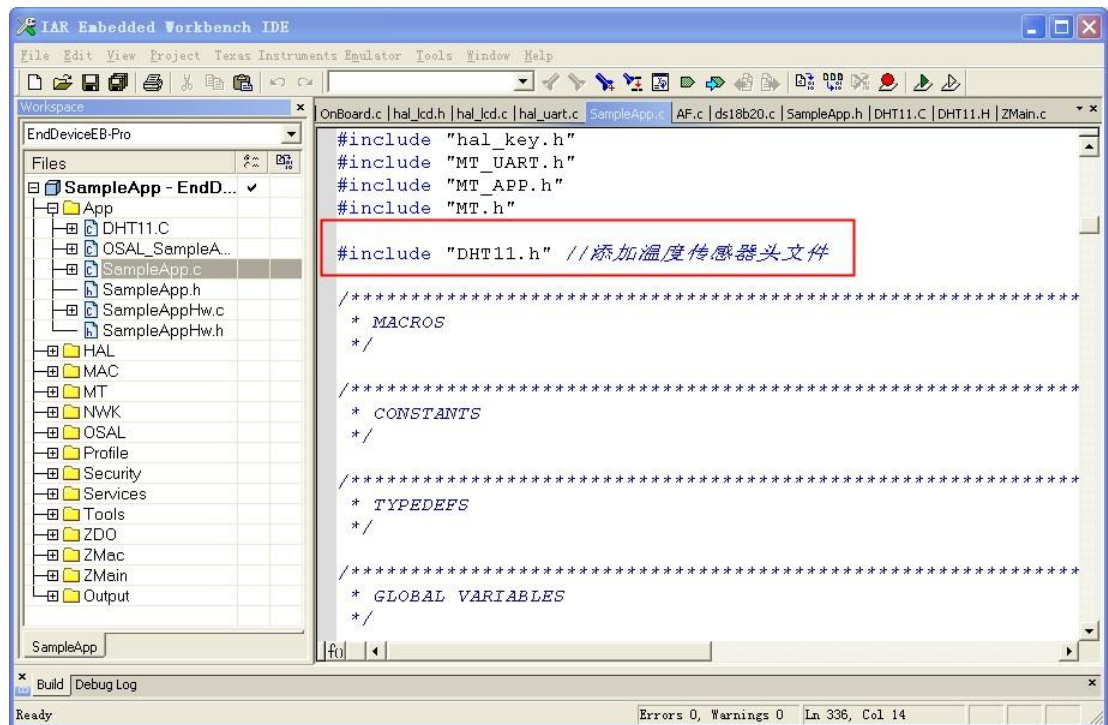 IAR Embedded Workbench IDE
File Edit View Project Texas Instruments Emulator Tools Window Help
Workspace
OnBoard.c | hal_lcd.h | hal_lcd.c | hal_uart.c | SampleApp.c | AF.c | ds18b20.c | SampleApp.h | DHT11.C | DHT11.H | ZMain.c
EndDeviceEB-Pro
Files
SampleApp - EndD...
App
DHT11.C
OSAL_SampleA...
SampleApp.c
SampleApp.h
SampleAppHw.c
SampleAppHw.h
HAL
MAC
MT
NWK
OSAL
Profile
Security
Services
Tools
ZDO
ZMac
ZMain
Output
SampleApp
#include "hal_key.h"
#include "MT_UART.h"
#include "MT_APP.h"
#include "MT.h"
#include "DHT11.h" //添加温度传感器头文件
/*************************************************************
* MACROS
*/
/*************************************************************
* CONSTANTS
*/
/*************************************************************
* TYPEDEFS
*/
/*************************************************************
* GLOBAL VARIABLES
*/
f()
Build Debug Log
Ready Errors 0, Warnings 0 Ln 336, Col 14